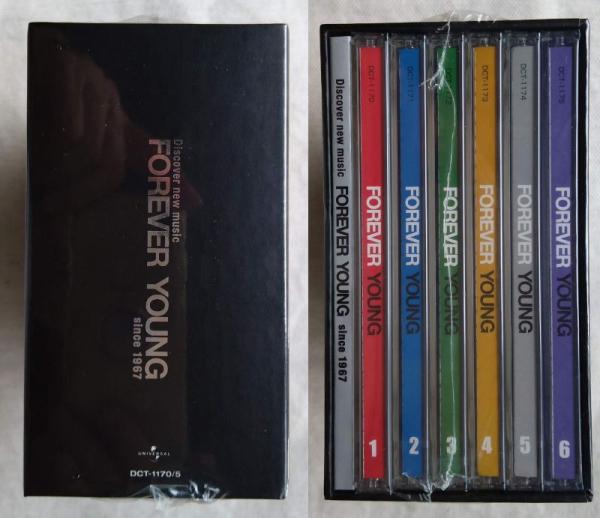 Discover new music
FOREVER YOUNG
since 1967
UNIVERSAL
DCT-1170/5
Discover new music FOREVER YOUNG since 1967
DCT-1170
FOREVER YOUNG
1
DCT-1171
FOREVER YOUNG
2
FOREVER YOUNG
3
DCT-1173
FOREVER YOUNG
4
DCT-1174
FOREVER YOUNG
5
DCT-1175
FOREVER YOUNG
6